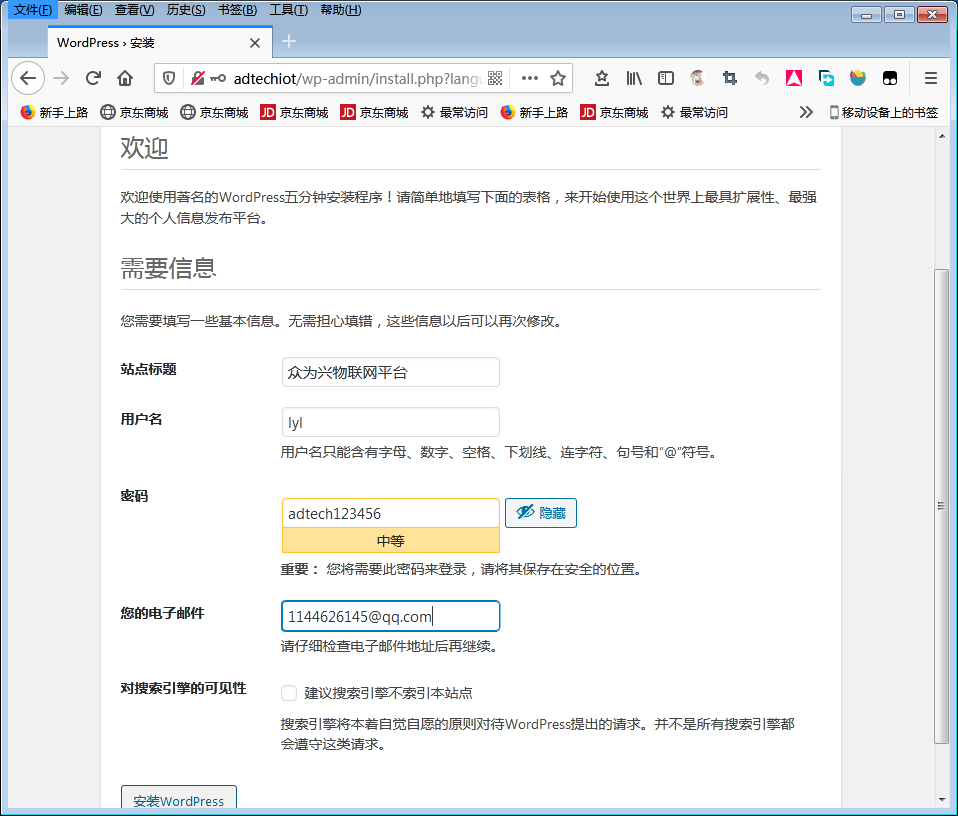 文件(F) 编辑(E) 查看(V) 历史(S) 书签(B) 工具(T) 帮助(H)
WordPress › 安装
adtechiot/wp-admin/install.php?langu
新手上路 京东商城 京东商城 JD 京东商城 JD 京东商城 最常访问 新手上路 JD 京东商城 最常访问 移动设备上的书签
欢迎
欢迎使用著名的WordPress五分钟安装程序！请简单地填写下面的表格，来开始使用这个世界上最具扩展性、最强
大的个人信息发布平台。
需要信息
您需要填写一些基本信息。无需担心填错，这些信息以后可以再次修改。
站点标题 众为兴物联网平台
用户名 lyl
用户名只能含有字母、数字、空格、下划线、连字符、句号和“@”符号。
密码 adtech123456 隐藏
中等
重要： 您将需要此密码来登录，请将其保存在安全的位置。
您的电子邮件 1144626145@qq.com
请仔细检查电子邮件地址后再继续。
对搜索引擎的可见性 建议搜索引擎不索引本站点
搜索引擎将本着自觉自愿的原则对待WordPress提出的请求。并不是所有搜索引擎都
会遵守这类请求。
安装WordPress